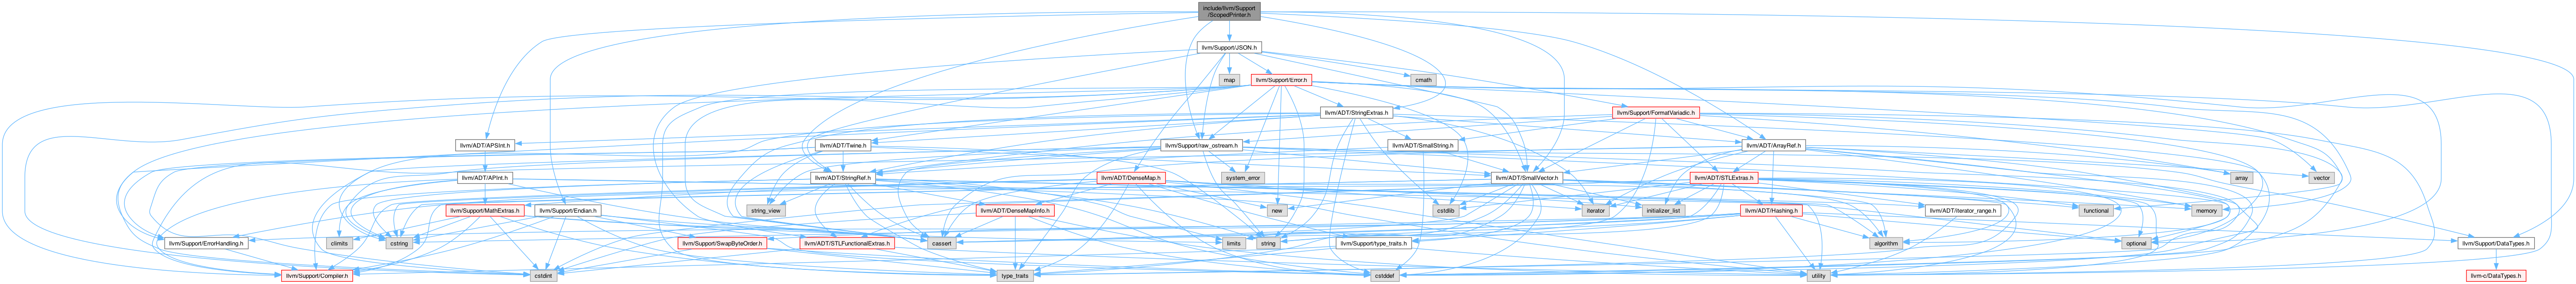 include/llvm/Support
/ScopedPrinter.h
llvm/Support/JSON.h
map
llvm/Support/Error.h
cmath
llvm/ADT/StringExtras.h
llvm/Support/FormatVariadic.h
llvm/ADT/APSInt.h
llvm/ADT/Twine.h
llvm/Support/raw_ostream.h
llvm/ADT/SmallString.h
llvm/ADT/ArrayRef.h
llvm/ADT/APInt.h
llvm/ADT/StringRef.h
llvm/ADT/DenseMap.h
system_error
llvm/ADT/SmallVector.h
llvm/ADT/STLExtras.h
array
vector
llvm/Support/MathExtras.h
llvm/Support/Endian.h
string_view
llvm/ADT/DenseMapInfo.h
new
cstdlib
iterator
initializer_list
llvm/ADT/Hashing.h
llvm/ADT/iterator_range.h
functional
memory
llvm/Support/ErrorHandling.h
climits
cstring
llvm/Support/SwapByteOrder.h
llvm/ADT/STLFunctionalExtras.h
cassert
limits
string
llvm/Support/type_traits.h
algorithm
optional
llvm/Support/DataTypes.h
llvm/Support/Compiler.h
cstdint
type_traits
cstddef
utility
llvm-c/DataTypes.h